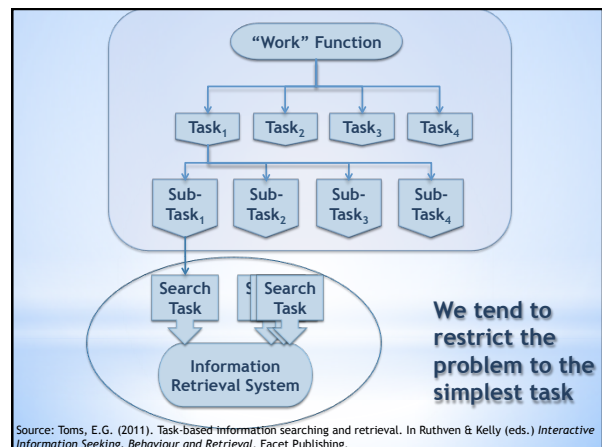 “Work” Function
Task1 Task2 Task3 Task4
Sub- Sub- Sub- Sub-
Task1 Task2 Task3 Task4
Search Search
Task Task
Information
Retrieval System
We tend to
restrict the
problem to the
simplest task
Source: Toms, E.G. (2011). Task-based information searching and retrieval. In Ruthven & Kelly (eds.) Interactive
Information Seeking, Behaviour and Retrieval. Facet Publishing.